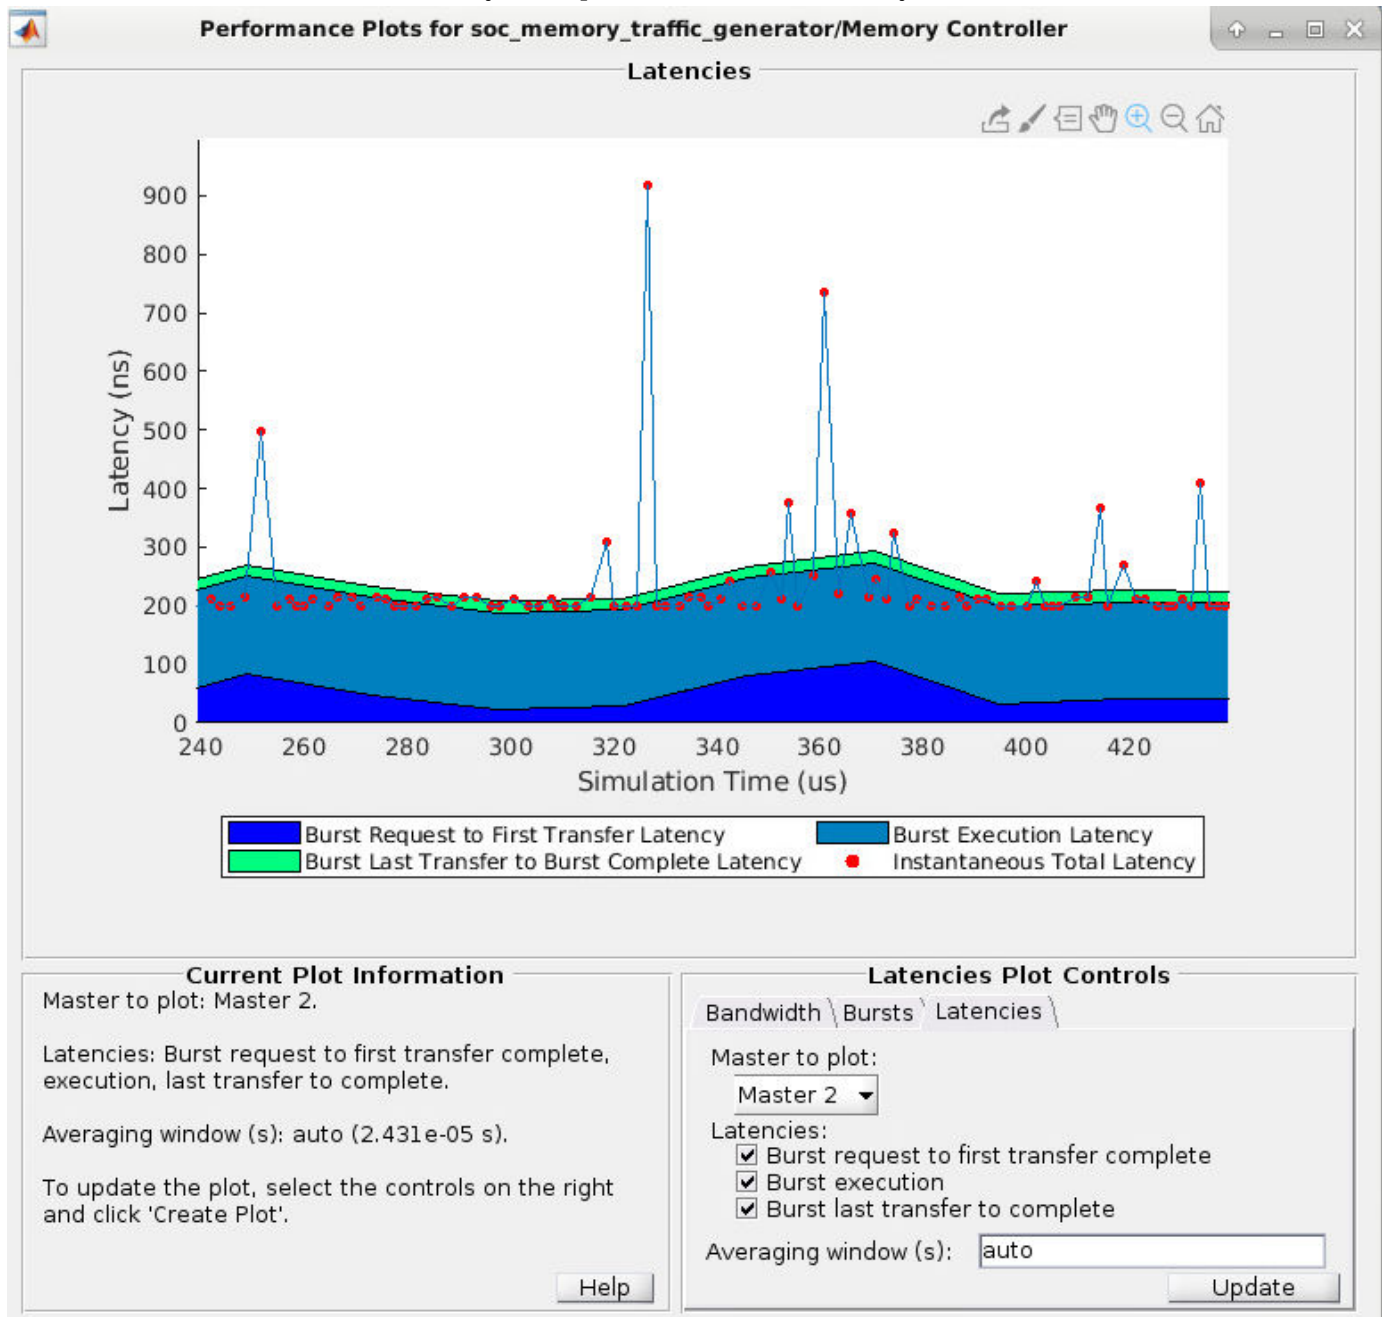 Performance Plots for soc_memory_traffic_generator/Memory Controller
Latencies
900
800
700
600
500
400
300
200
100
0
Latency (ns)
240 260 280 300 320 340 360 380 400 420
Simulation Time (us)
Burst Request to First Transfer Latency Burst Execution Latency
Burst Last Transfer to Burst Complete Latency Instantaneous Total Latency
Current Plot Information
Master to plot: Master 2.
Latencies: Burst request to first transfer complete,
execution, last transfer to complete.
Averaging window (s): auto (2.431e-05 s).
To update the plot, select the controls on the right
and click 'Create Plot'.
Help
Latencies Plot Controls
Bandwidth Bursts Latencies
Master to plot:
Master 2
Latencies:
Burst request to first transfer complete
Burst execution
Burst last transfer to complete
Averaging window (s): auto
Update